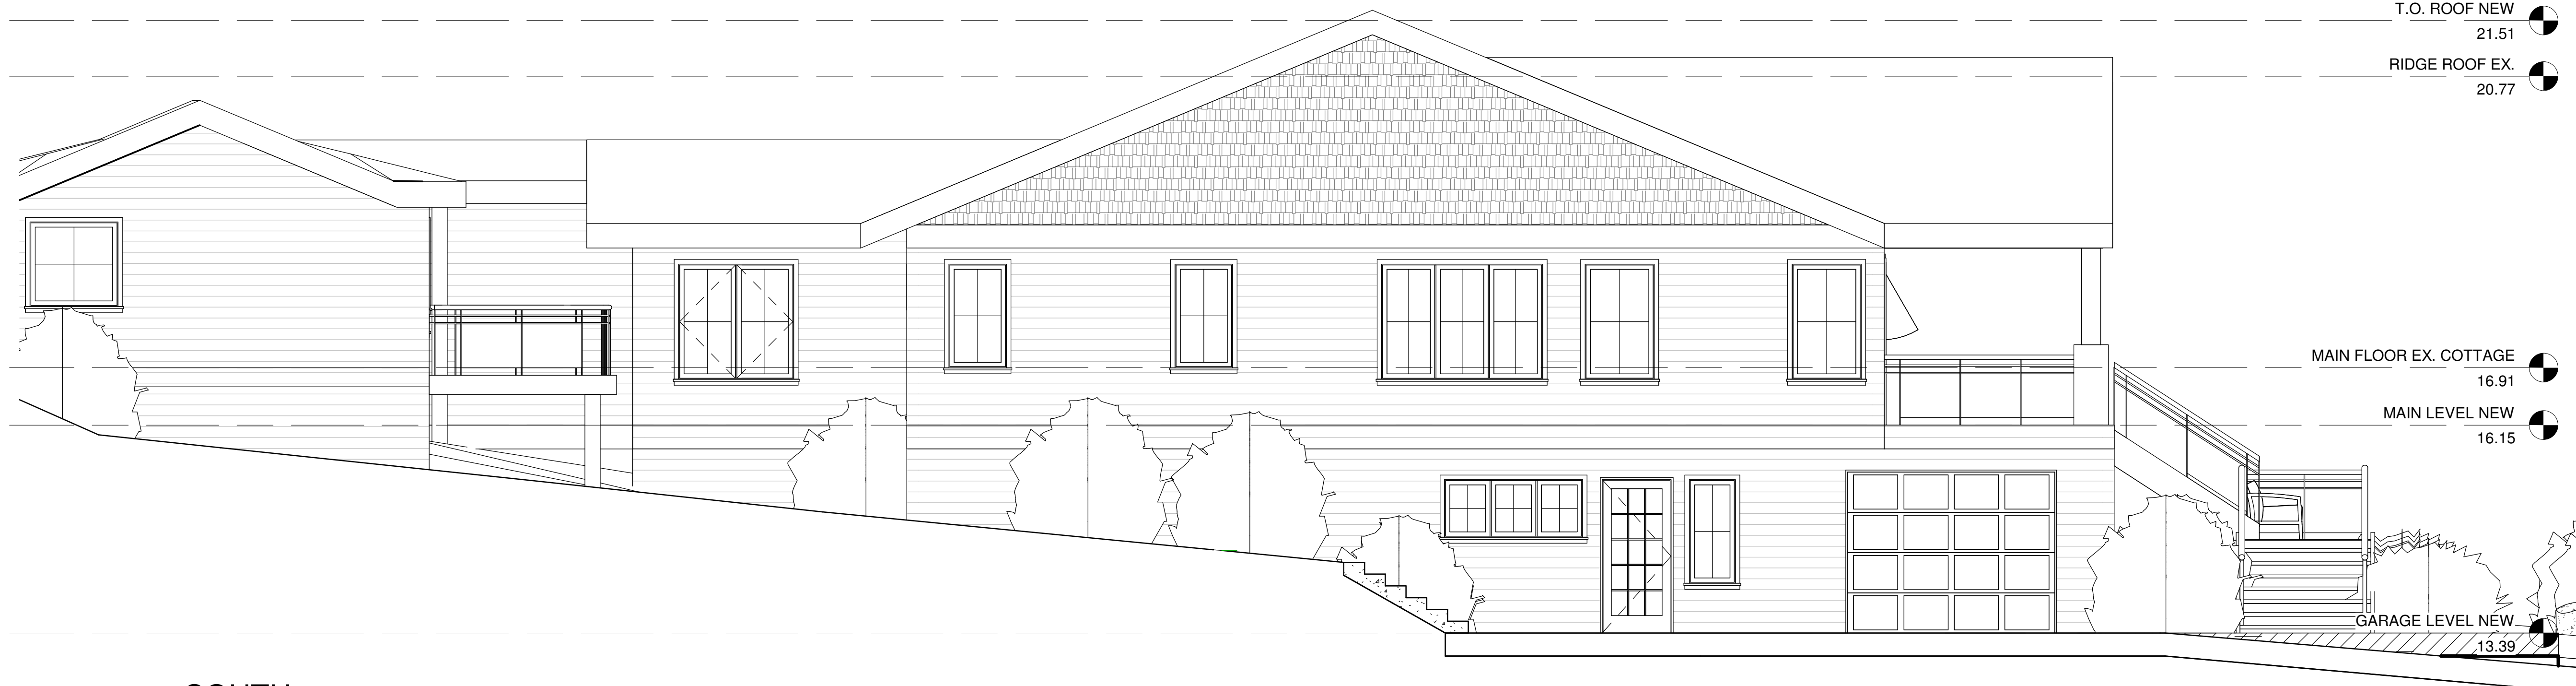 T.O. ROOF NEW
21.51
RIDGE ROOF EX.
20.77
MAIN FLOOR EX. COTTAGE
16.91
MAIN LEVEL NEW
16.15
GARAGE LEVEL NEW
13.39
SOUTH